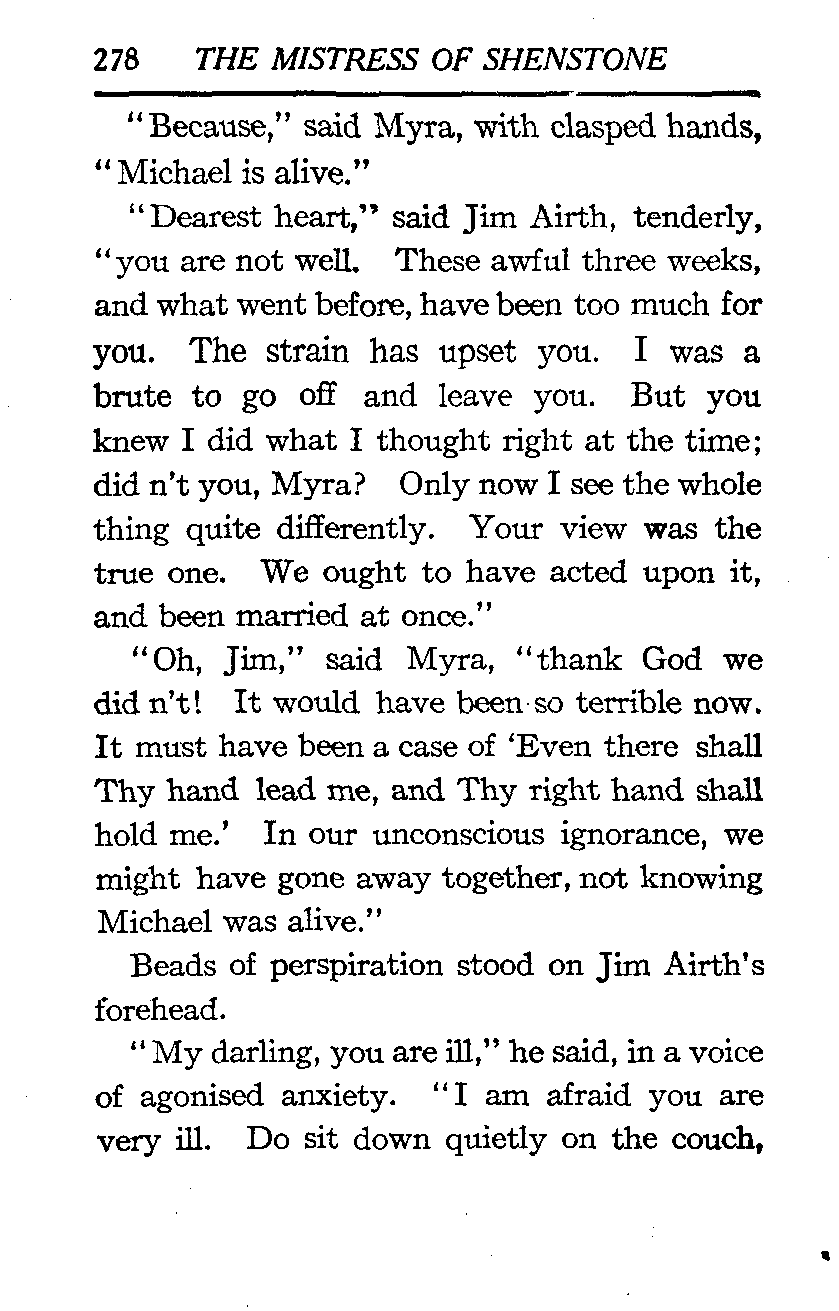 278 THE MISTRESS OF SHENSTONE
"Because," said Myra, with clasped hands,
"Michael is alive."
"Dearest heart," said Jim Airth, tenderly,
"you are not well. These awful three weeks,
and what went before, have been too much for
you. The strain has upset you. I was a
brute to go off and leave you. But you
knew I did what I thought right at the time;
did n't you, Myra? Only now I see the whole
thing quite differently. Your view was the
true one. We ought to have acted upon it,
and been married at once."
"Oh, Jim," said Myra, "thank God we
did n't! It would have been so terrible now.
It must have been a case of 'Even there shall
Thy hand lead me, and Thy right hand shall
hold me.' In our unconscious ignorance, we
might have gone away together, not knowing
Michael was alive."
Beads of perspiration stood on Jim Airth's
forehead.
"My darling, you are ill," he said, in a voice
of agonised anxiety. "I am afraid you are
very ill. Do sit down quietly on the couch,